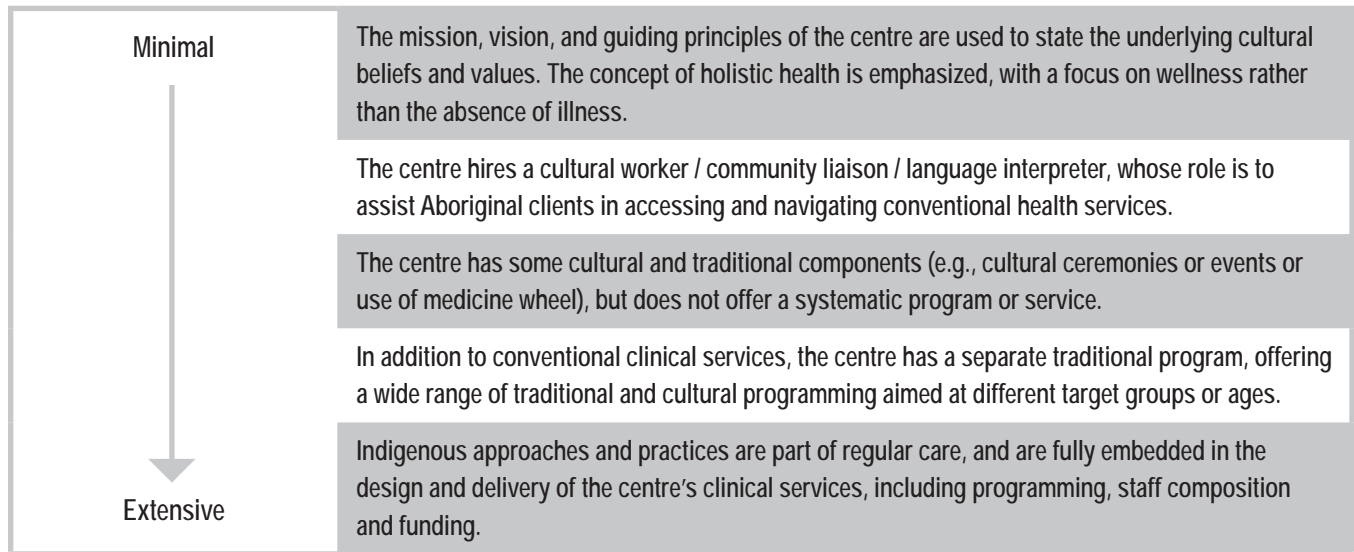 Minimal
The mission, vision, and guiding principles of the centre are used to state the underlying cultural
beliefs and values. The concept of holistic health is emphasized, with a focus on wellness rather
than the absence of illness.
The centre hires a cultural worker / community liaison / language interpreter, whose role is to
assist Aboriginal clients in accessing and navigating conventional health services.
The centre has some cultural and traditional components (e.g., cultural ceremonies or events or
use of medicine wheel), but does not offer a systematic program or service.
In addition to conventional clinical services, the centre has a separate traditional program, offering
a wide range of traditional and cultural programming aimed at different target groups or ages.
Indigenous approaches and practices are part of regular care, and are fully embedded in the
design and delivery of the centre's clinical services, including programming, staff composition
and funding.
Extensive